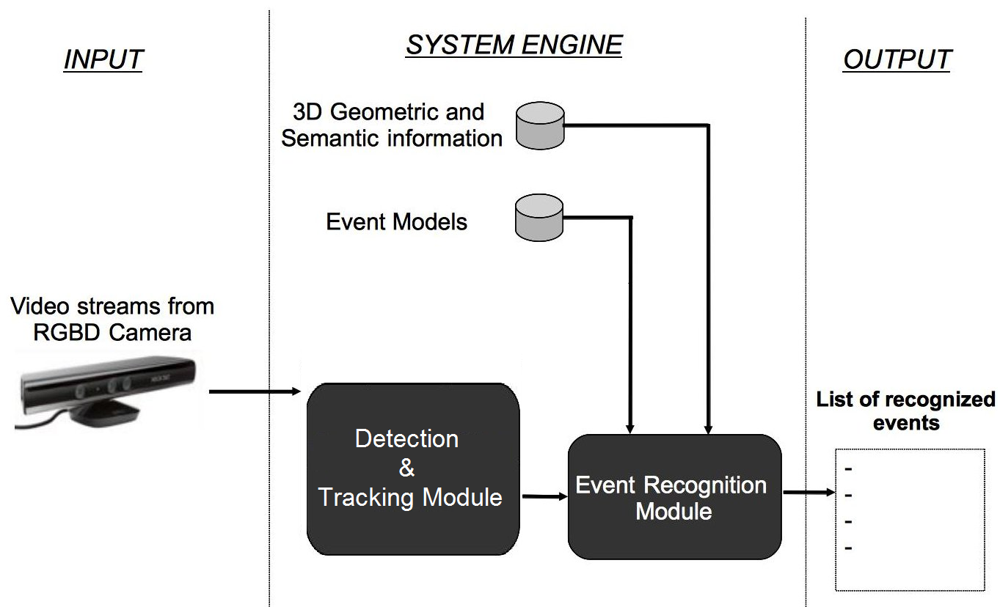 INPUT
SYSTEM ENGINE
OUTPUT
3D Geometric and
Semantic information
Event Models
Video streams from
RGBD Camera
Detection
&
Tracking Module
Event Recognition
Module
List of recognized
events
-
-
-
-